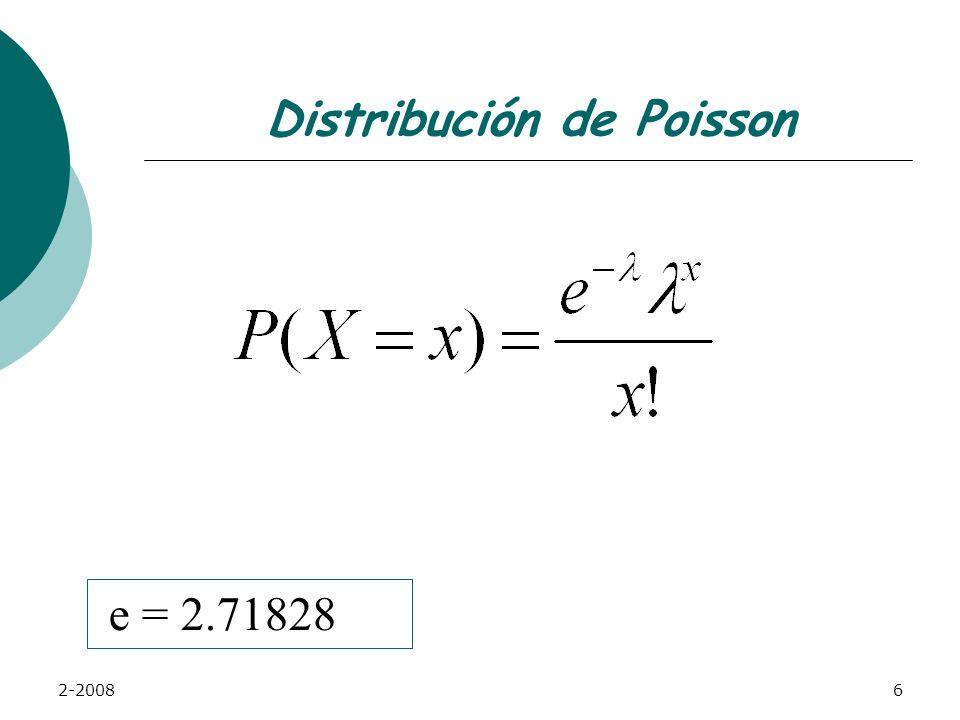 Distribución de Poisson
P(X = x) = e^{-λ} λ^x / x!
e = 2.71828
2-2008
6